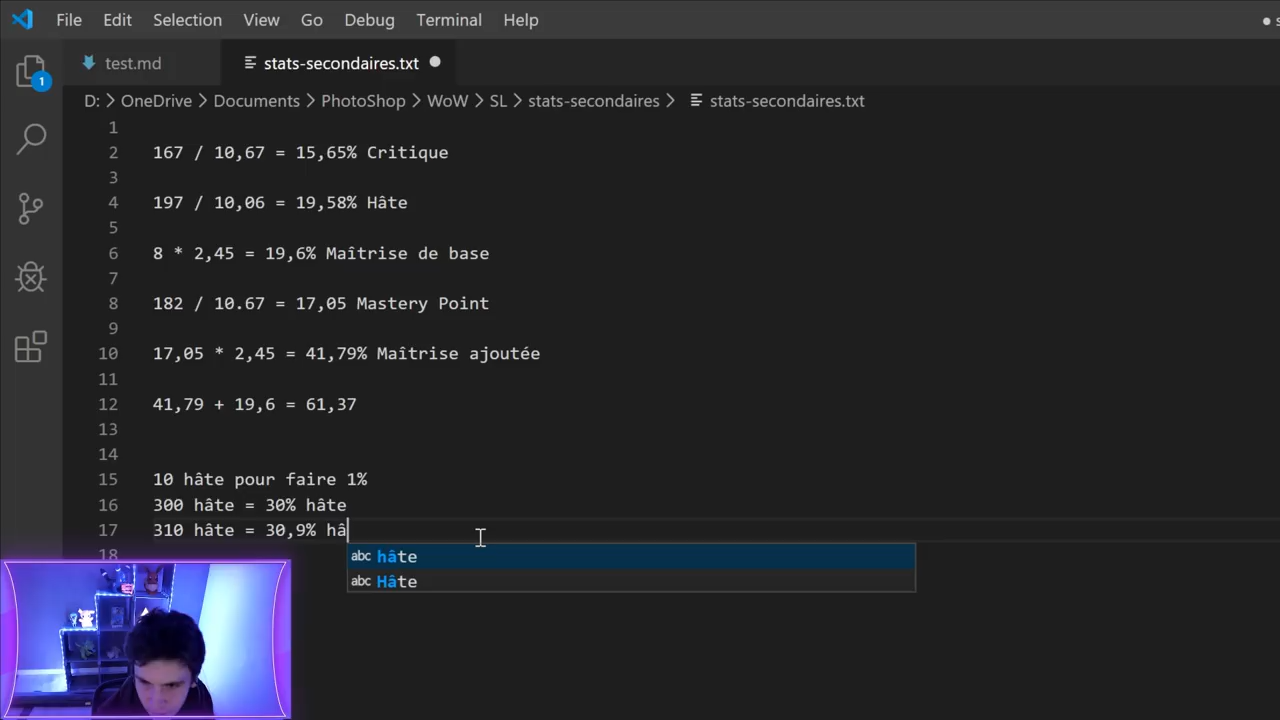 File Edit Selection View Go Debug Terminal Help
test.md stats-secondaires.txt
1
D: > OneDrive > Documents > PhotoShop > WoW > SL > stats-secondaires > stats-secondaires.txt
1
2 167 / 10,67 = 15,65% Critique
3
4 197 / 10,06 = 19,58% Hâte
5
6 8 * 2,45 = 19,6% Maîtrise de base
7
8 182 / 10.67 = 17,05 Mastery Point
9
10 17,05 * 2,45 = 41,79% Maîtrise ajoutée
11
12 41,79 + 19,6 = 61,37
13
14
15 10 hâte pour faire 1%
16 300 hâte = 30% hâte
17 310 hâte = 30,9% hâ
18
abc hâte
abc Hâte